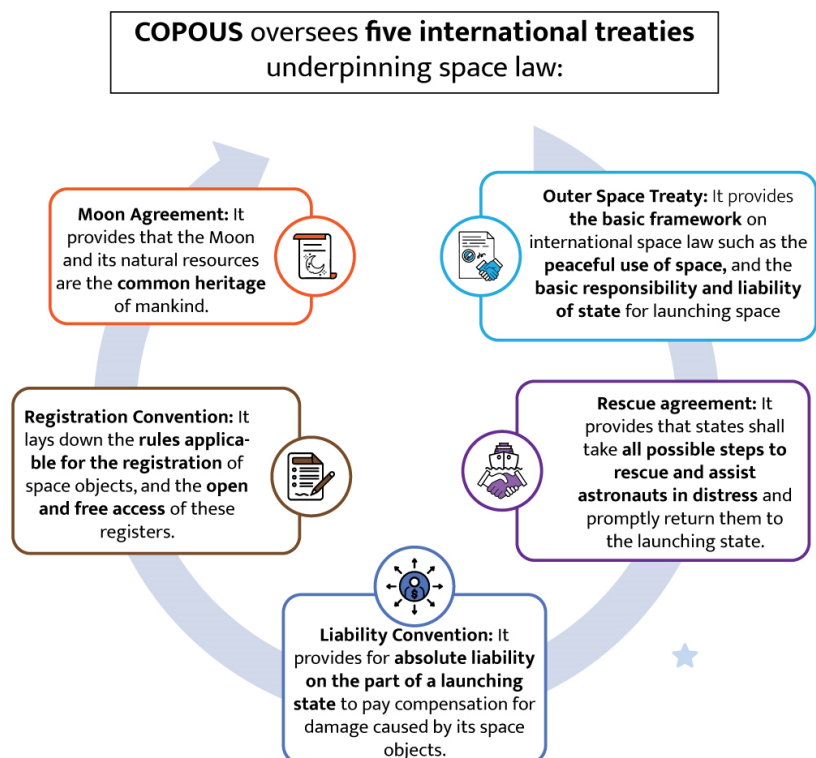 COPOUS oversees five international treaties
underpinning space law:
Outer Space Treaty: It provides
the basic framework on
international space law such as the
peaceful use of space, and the
basic responsibility and liability
of state for launching space
Rescue agreement: It
provides that states shall
take all possible steps to
rescue and assist
astronauts in distress and
promptly return them to
the launching state.
Liability Convention: It
provides for absolute liability
on the part of a launching
state to pay compensation for
damage caused by its space
objects.
Registration Convention: It
lays down the rules applica-
ble for the registration of
space objects, and the open
and free access of these
registers.
Moon Agreement: It
provides that the Moon
and its natural resources
are the common heritage
of mankind.